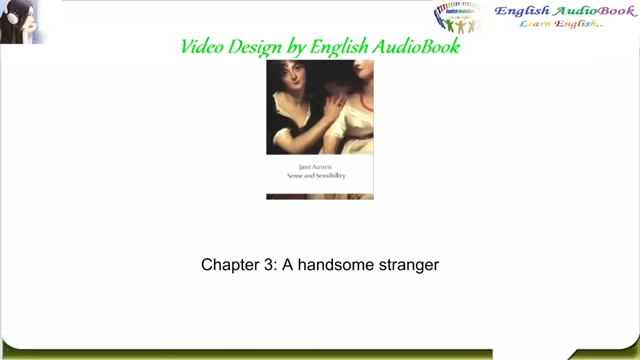 English AudioBook
Learn English...
Video Design by English AudioBook
Jane Austen
Sense and Sensibility
Chapter 3: A handsome stranger